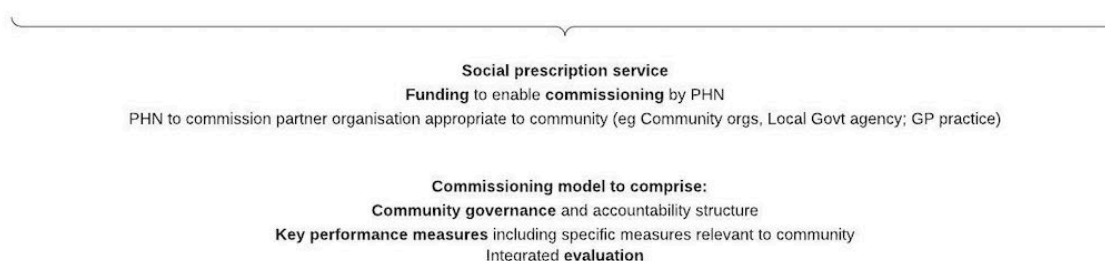 Social prescription service
Funding to enable commissioning by PHN
PHN to commission partner organisation appropriate to community (eg Community orgs, Local Govt agency; GP practice)
Commissioning model to comprise:
Community governance and accountability structure
Key performance measures including specific measures relevant to community
Integrated evaluation